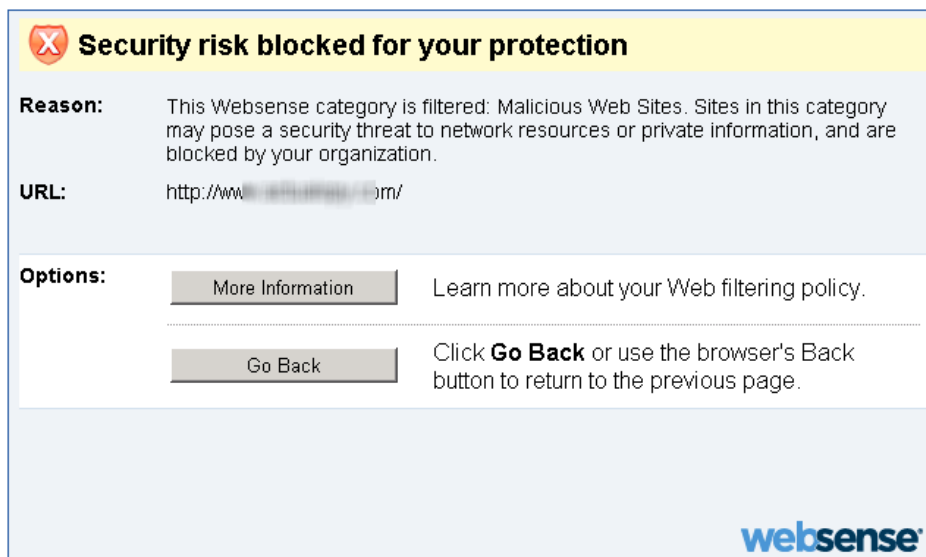 Security risk blocked for your protection
Reason:
This Websense category is filtered: Malicious Web Sites. Sites in this category
may pose a security threat to network resources or private information, and are
blocked by your organization.
URL:
http://ww om/
Options:
More Information
Learn more about your Web filtering policy.
Go Back
Click Go Back or use the browser's Back
button to return to the previous page.
websense